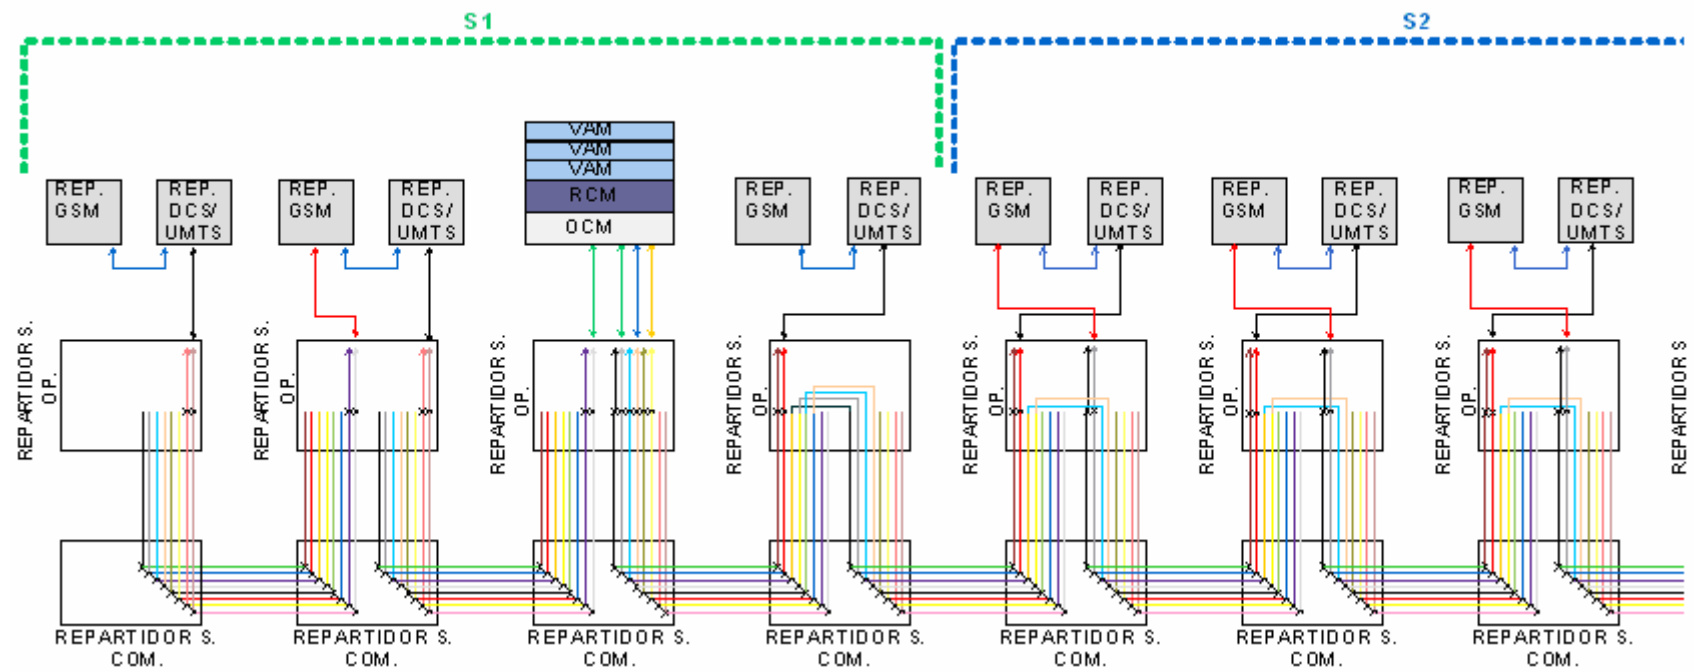 S1
S2
VAM
VAM
VAM
RCM
OCM
REP.
GSM
REP.
DCS/
UMTS
REP.
GSM
REP.
DCS/
UMTS
REP.
GSM
REP.
DCS/
UMTS
REP.
GSM
REP.
DCS/
UMTS
REP.
GSM
REP.
DCS/
UMTS
REP.
GSM
REP.
DCS/
UMTS
REPARTIDOR S.
OP.
REPARTIDOR S.
OP.
REPARTIDOR S.
OP.
REPARTIDOR S.
OP.
REPARTIDOR S.
OP.
REPARTIDOR S.
OP.
REPARTIDOR S.
OP.
REPARTIDOR S.
REPARTIDOR S.
COM.
REPARTIDOR S.
COM.
REPARTIDOR S.
COM.
REPARTIDOR S.
COM.
REPARTIDOR S.
COM.
REPARTIDOR S.
COM.
REPARTIDOR S.
COM.